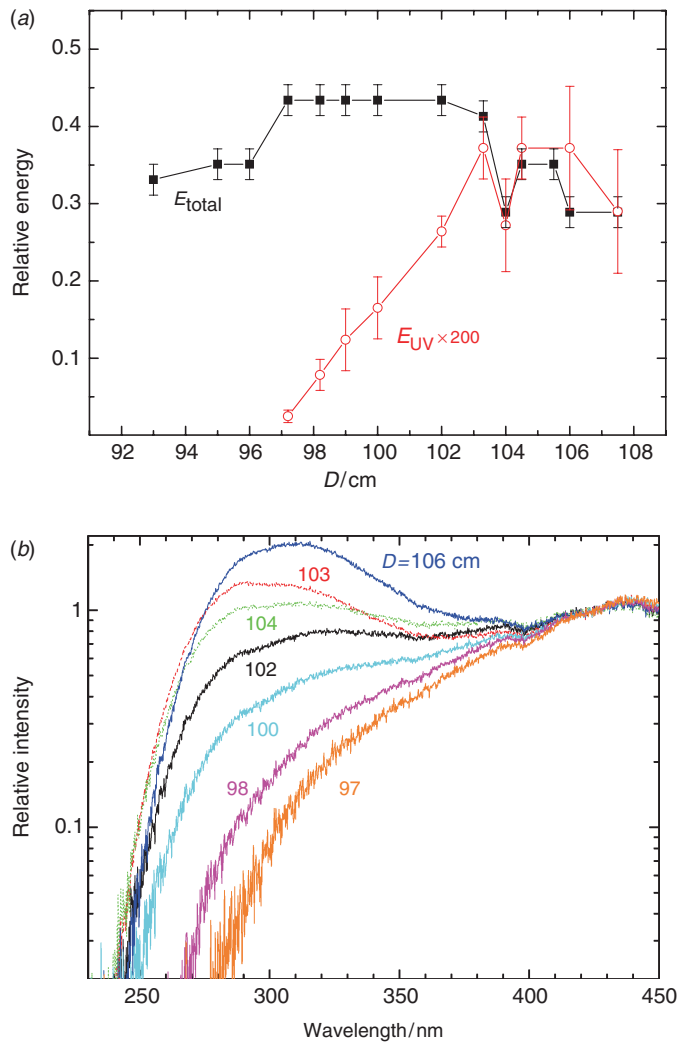 (a)
0.5
0.4
0.3
0.2
0.1
Relative energy
E total
E UV × 200
92 94 96 98 100 102 104 106 108
D/cm
(b)
D = 106 cm
103
104
102
100
98
97
1
0.1
Relative intensity
250 300 350 400 450
Wavelength/nm